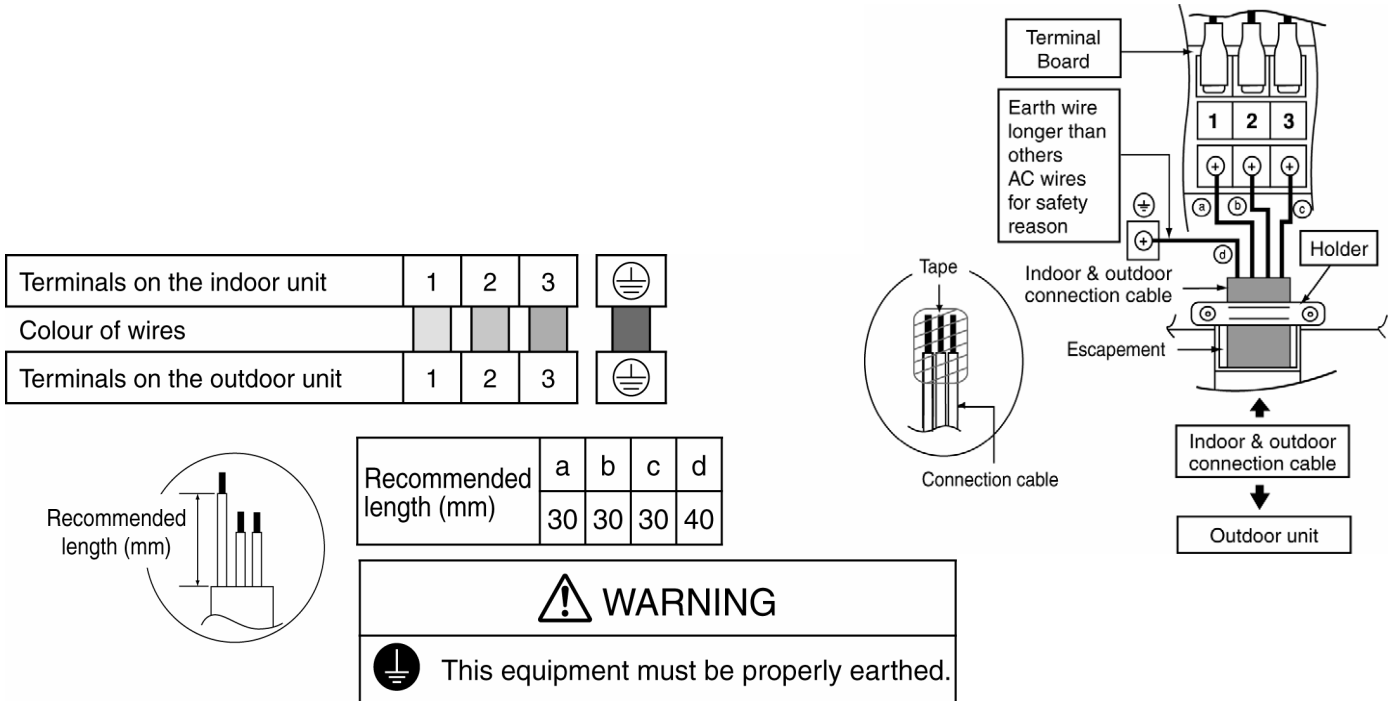 Terminals on the indoor unit 1 2 3
Colour of wires
Terminals on the outdoor unit 1 2 3
Recommended
length (mm)
Recommended
length (mm)
a b c d
30 30 30 40
WARNING
This equipment must be properly earthed.
Terminal
Board
Earth wire
longer than
others
AC wires
for safety
reason
1 2 3
a b c
d
Holder
Indoor & outdoor
connection cable
Escapement
Tape
Connection cable
Indoor & outdoor
connection cable
Outdoor unit